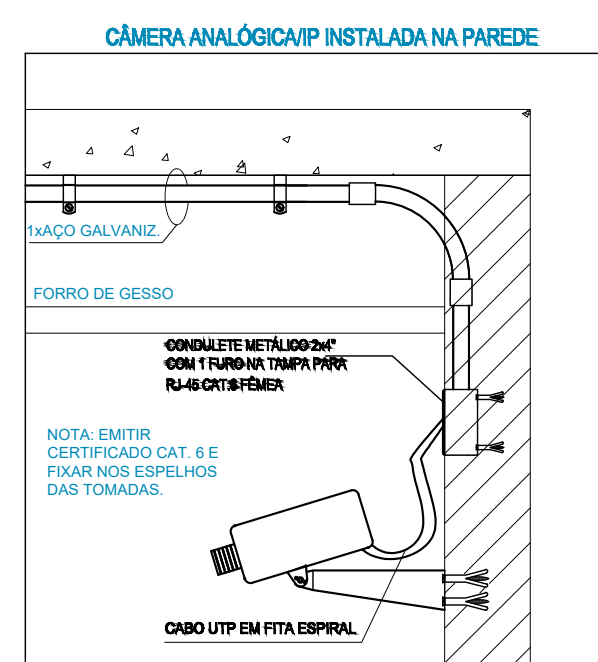 CÂMERA ANALÓGICA/IP INSTALADA NA PAREDE
1xAÇO GALVANIZ.
FORRO DE GESSO
CONDULETE METÁLICO 2x4"
COM 1 FURO NA TAMPA PARA
RJ-45 CAT.6 FÊMEA
NOTA: EMITIR
CERTIFICADO CAT. 6 E
FIXAR NOS ESPELHOS
DAS TOMADAS.
CABO UTP EM FITA ESPIRAL